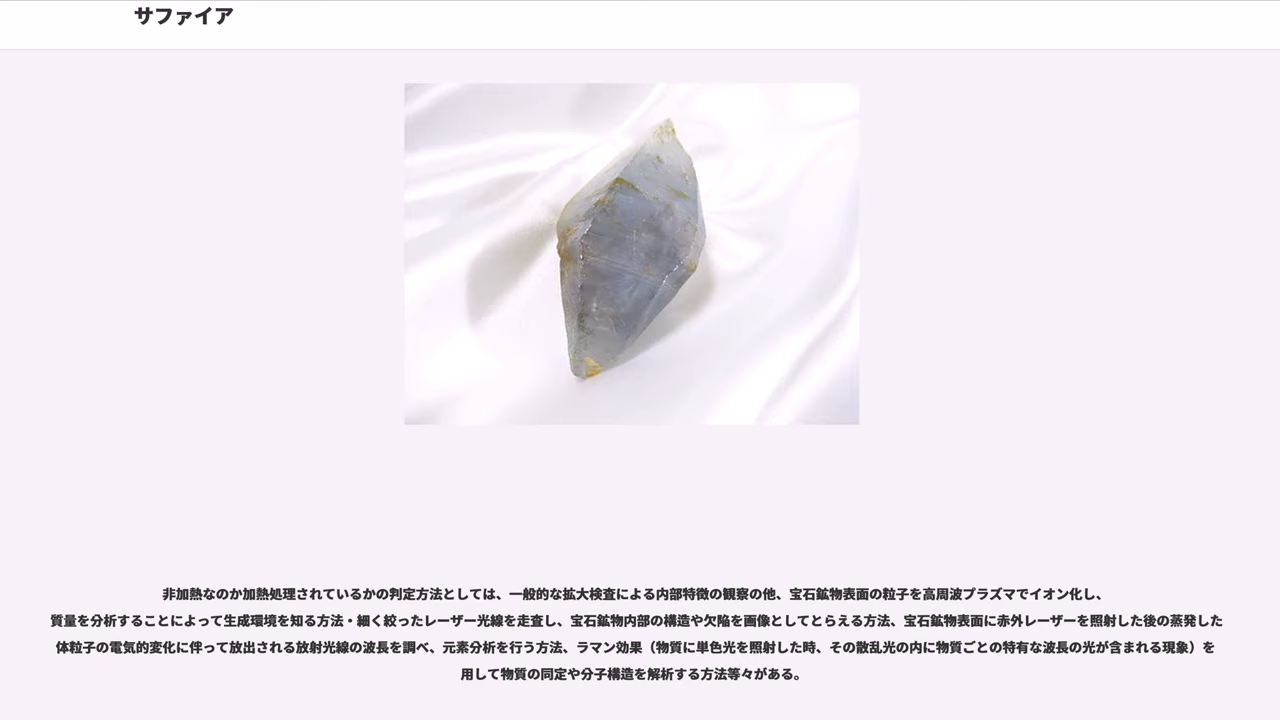 サファイア
非加熱なのか加熱処理されているかの判定方法としては、一般的な拡大検査による内部特徴の観察の他、宝石鉱物表面の粒子を高周波プラズマでイオン化し、
質量を分析することによって生成環境を知る方法・細く絞ったレーザー光線を走査し、宝石鉱物内部の構造や欠陥を画像としてとらえる方法、宝石鉱物表面に赤外レーザーを照射した後の蒸発した
体粒子の電気的変化に伴って放出される放射光線の波長を調べ、元素分析を行う方法、ラマン効果（物質に単色光を照射した時、その散乱光の内に物質ごとの特有な波長の光が含まれる現象）を
用して物質の同定や分子構造を解析する方法等々がある。